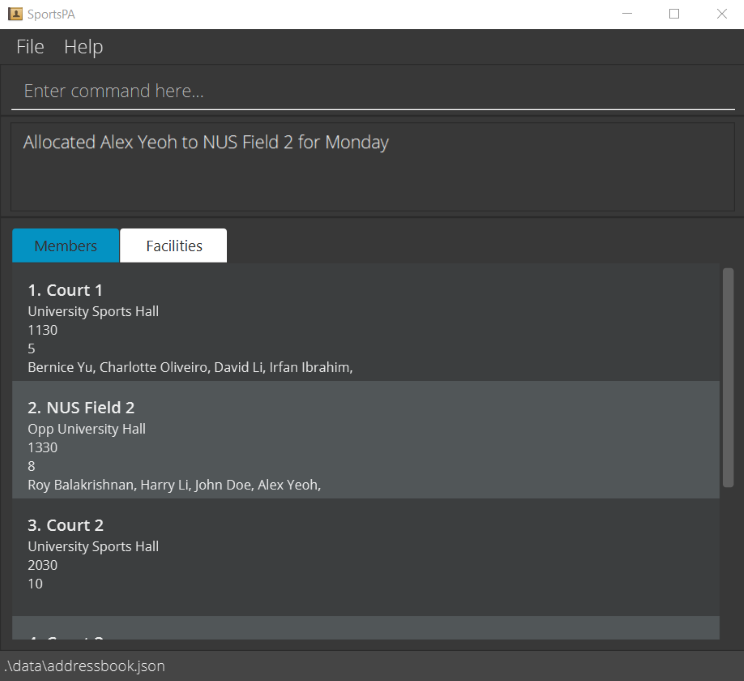 SportsPA
File Help
Enter command here...
Allocated Alex Yeoh to NUS Field 2 for Monday
Members Facilities
1. Court 1
University Sports Hall
1130
5
Bernice Yu, Charlotte Oliveiro, David Li, Irfan Ibrahim,
2. NUS Field 2
Opp University Hall
1330
8
Roy Balakrishnan, Harry Li, John Doe, Alex Yeoh,
3. Court 2
University Sports Hall
2030
10
.\data\addressbook.json